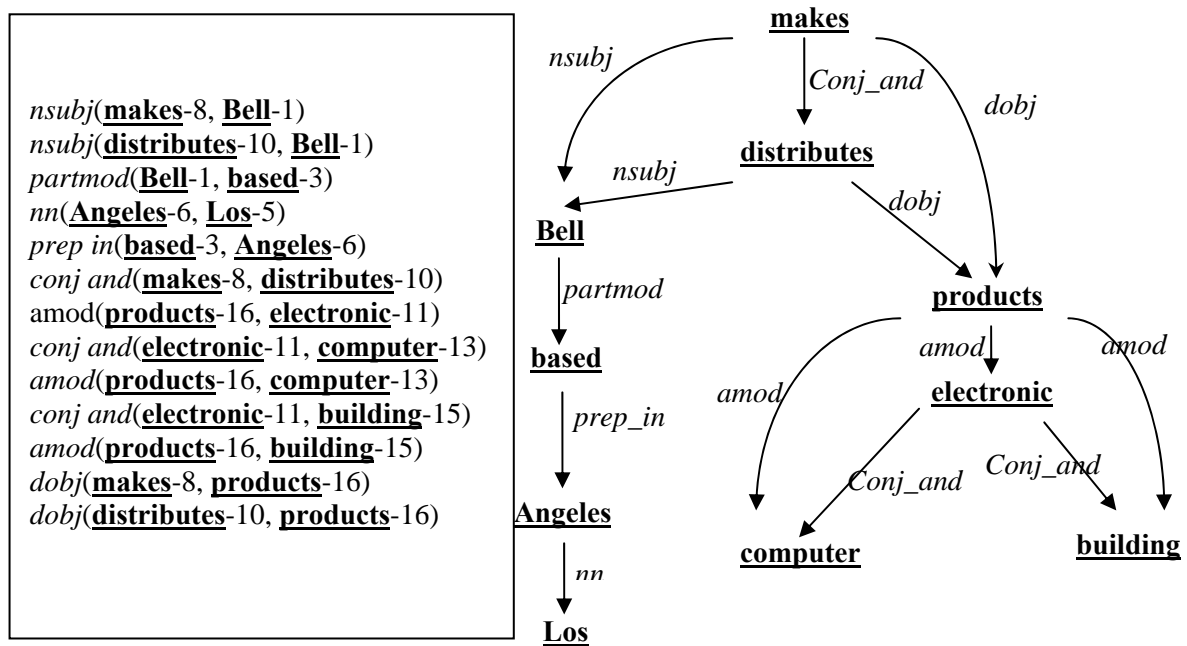 nsubj(makes-8, Bell-1)
nsubj(distributes-10, Bell-1)
partmod(Bell-1, based-3)
nn(Angeles-6, Los-5)
prep in(based-3, Angeles-6)
conj and(makes-8, distributes-10)
amod(products-16, electronic-11)
conj and(electronic-11, computer-13)
amod(products-16, computer-13)
conj and(electronic-11, building-15)
amod(products-16, building-15)
dobj(makes-8, products-16)
dobj(distributes-10, products-16)
makes
nsubj
Conj_and
dobj
distributes
nsubj
dobj
Bell
partmod
products
based
amod
amod
amod
electronic
prep_in
Conj_and
Conj_and
Angeles
computer
building
nn
Los